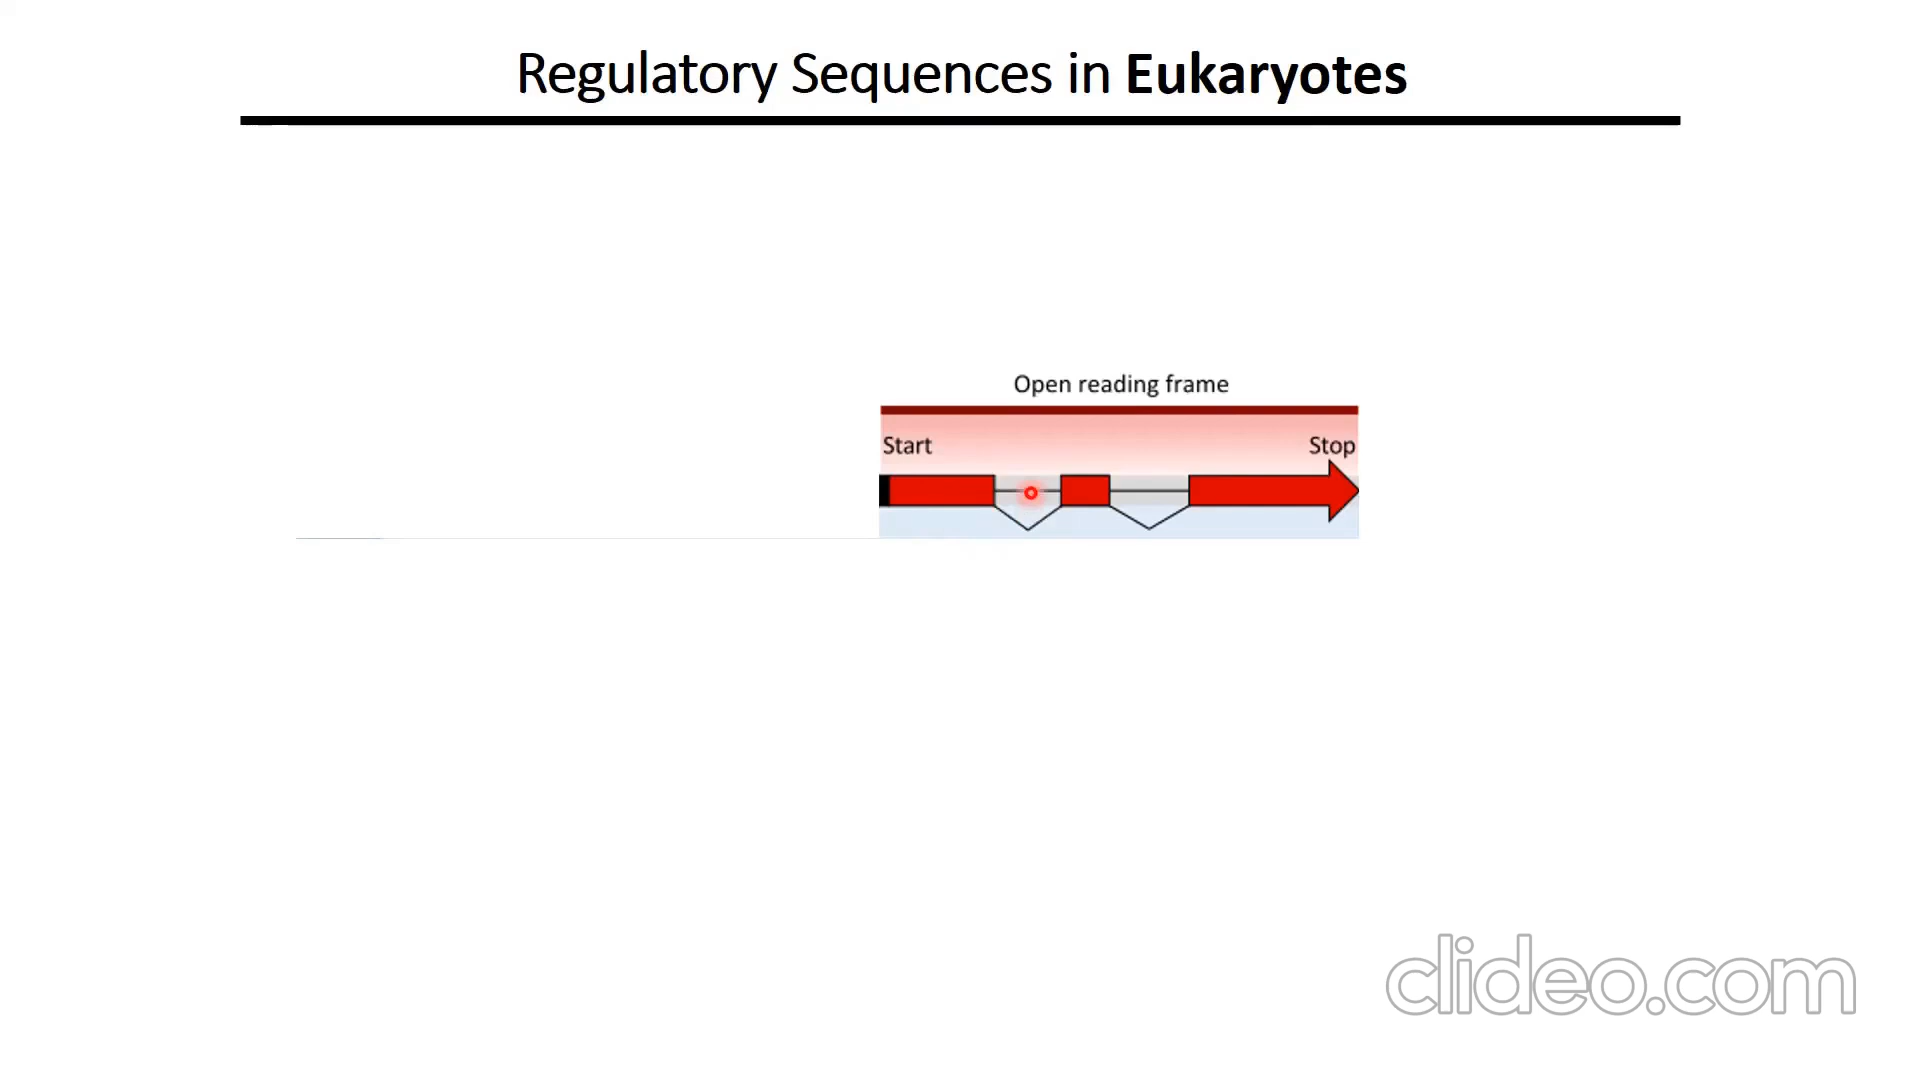 Regulatory Sequences in Eukaryotes
Open reading frame
Start Stop
clideo.com